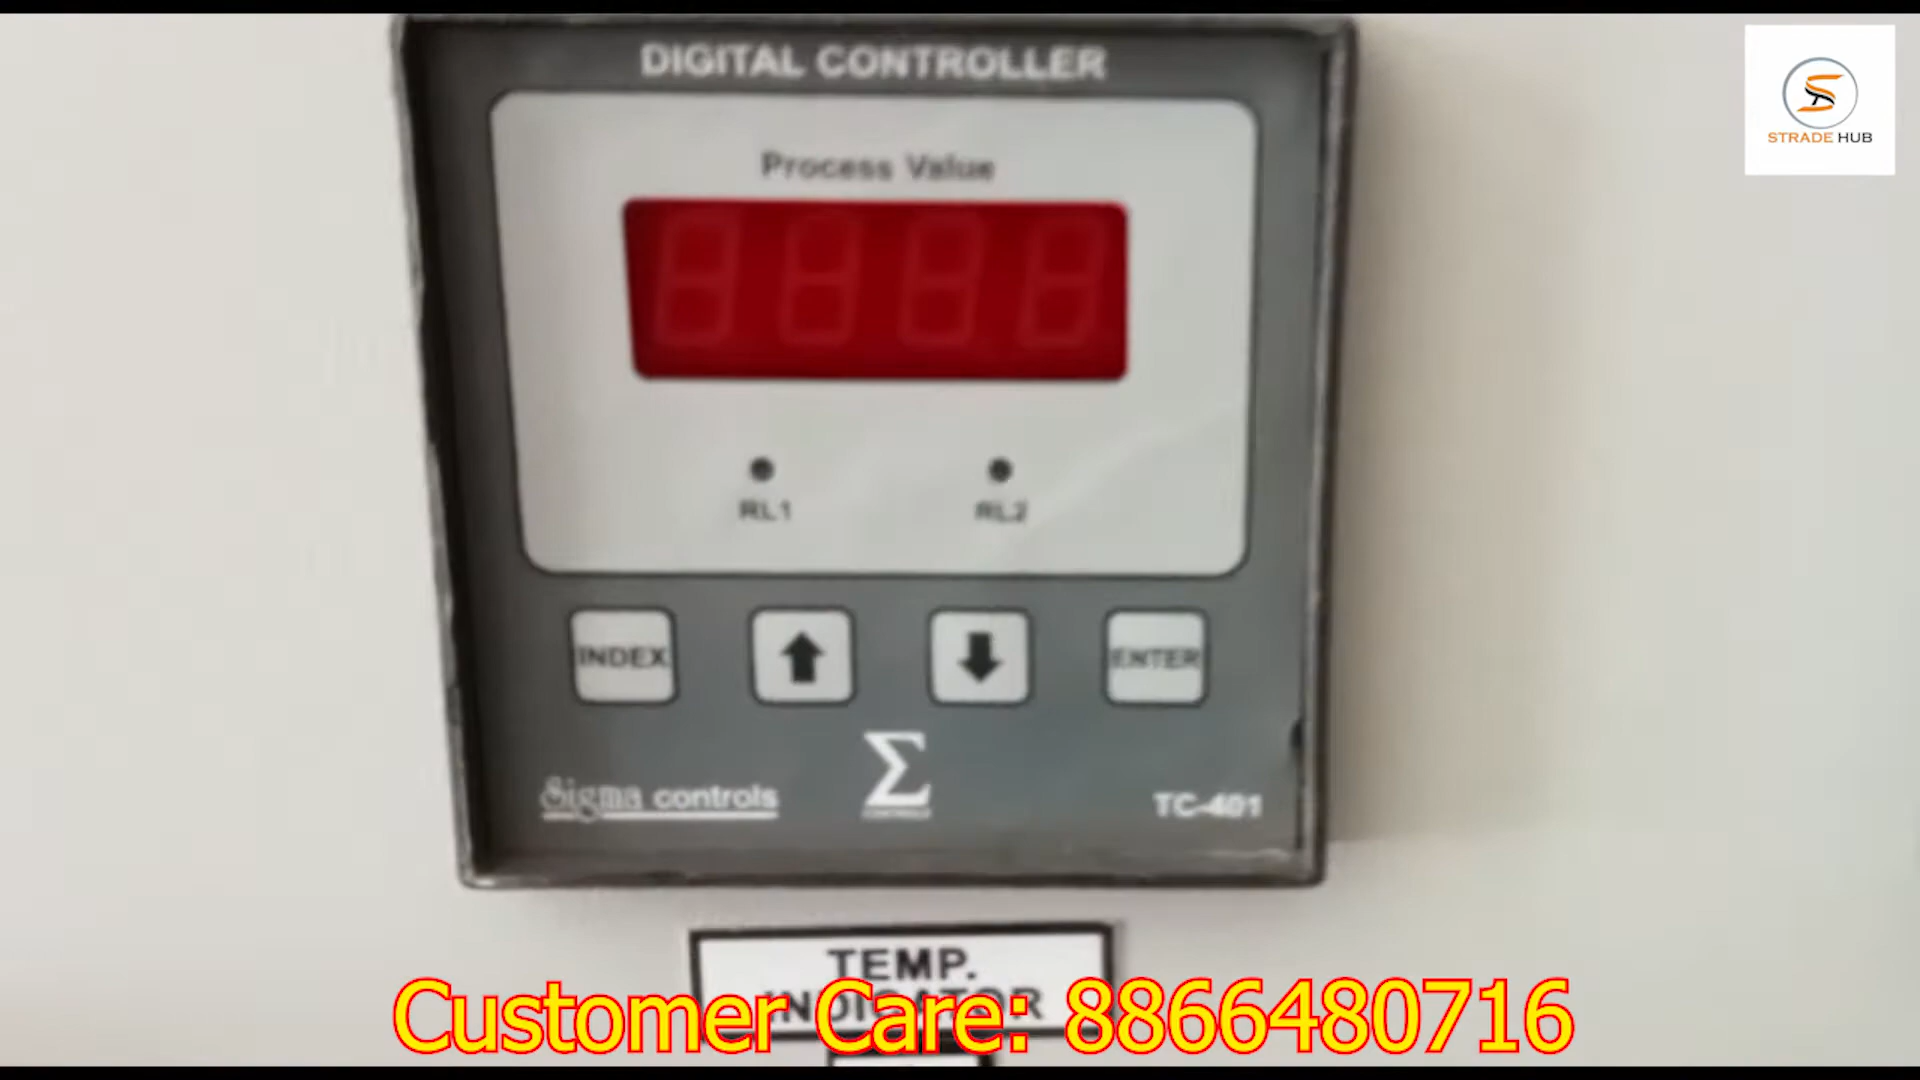 DIGITAL CONTROLLER
STRADE HUB
Process Value
RL1 RL2
INDEX ENTER
Σ
Sigma controls TC-401
TEMP.
INDICATOR
Customer Care: 8866480716